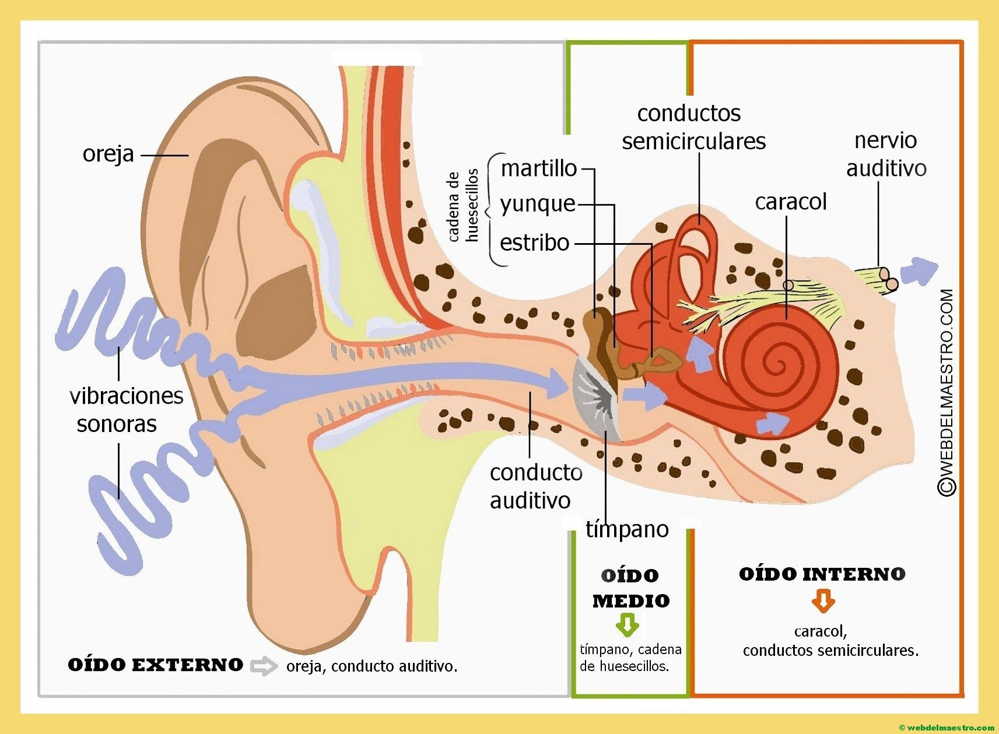 oreja
vibraciones
sonoras
cadena de
huesecillos
martillo
yunque
estribo
conductos
semicirculares
caracol
nervio
auditivo
conducto
auditivo
tímpano
OÍDO EXTERNO
oreja, conducto auditivo.
OÍDO
MEDIO
tímpano, cadena
de huesecillos.
OÍDO INTERNO
caracol,
conductos semicirculares.
©WEBDELMAESTRO.COM
© webdelmaestro.com